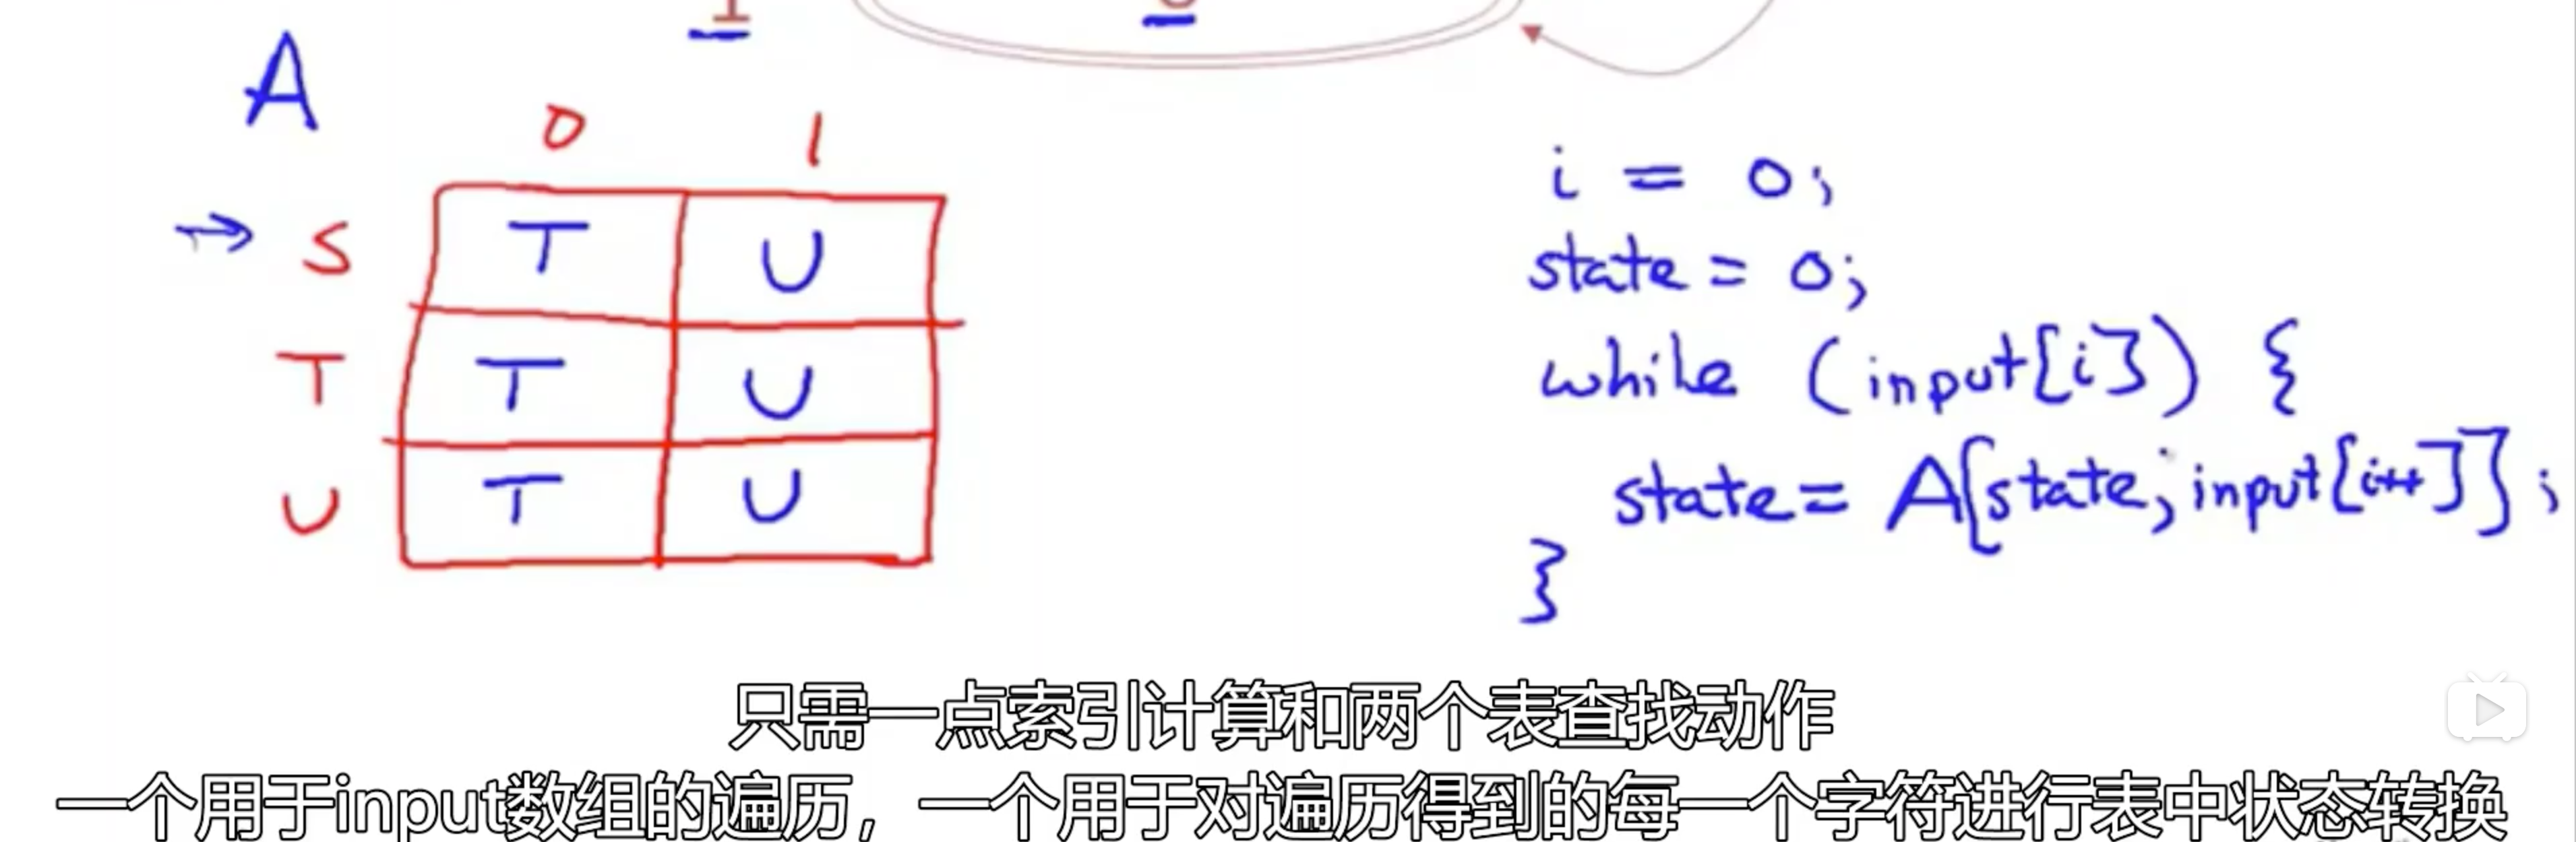 A
0 1
S T U
T T U
U T U
i = 0;
state = 0;
while (input[i]) {
state = A[state, input[i++]];
}
只需一点索引计算和两个表查找动作
一个用于input数组的遍历，一个用于对遍历得到的每一个字符进行表中状态转换